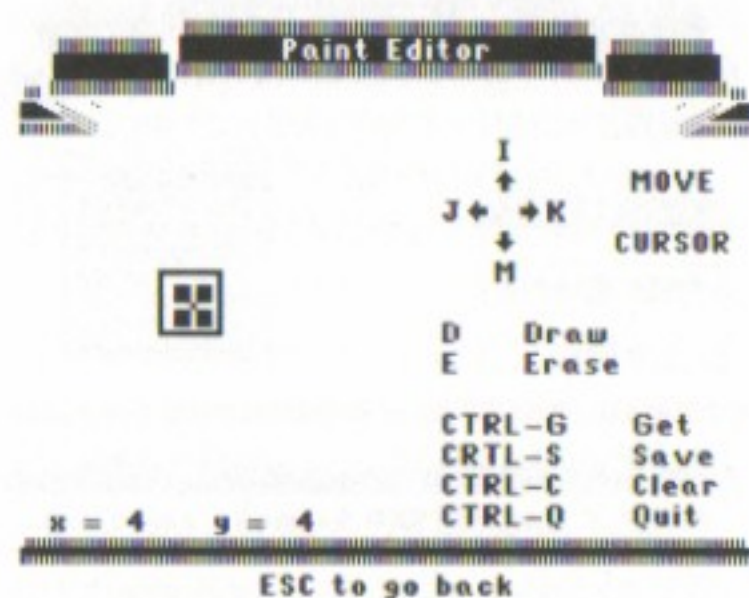 Paint Editor
I
MOVE
J K
CURSOR
M
D Draw
E Erase
CTRL-G Get
CRTL-S Save
CTRL-C Clear
CTRL-Q Quit
x = 4 y = 4
ESC to go back